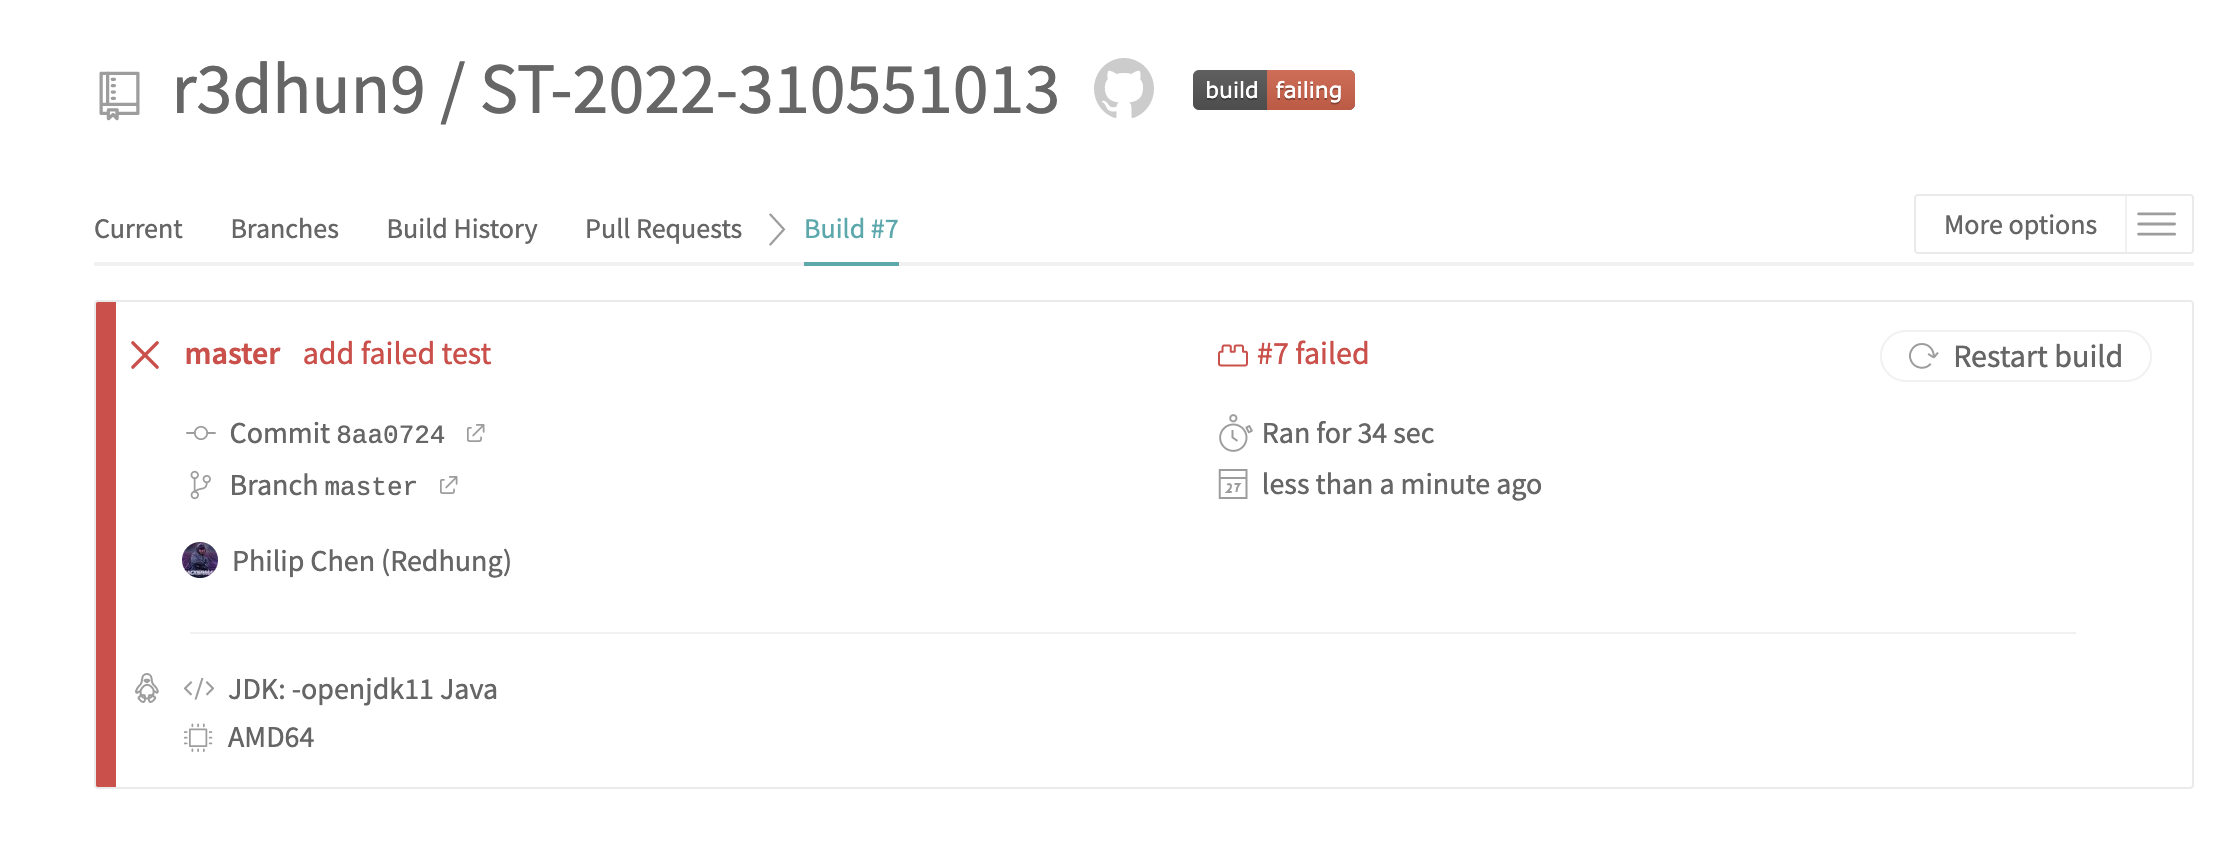 r3dhun9 / ST-2022-310551013 build failing
Current Branches Build History Pull Requests Build #7 More options
master add failed test #7 failed Restart build
Commit 8aa0724 Ran for 34 sec
Branch master 27 less than a minute ago
Philip Chen (Redhung)
</> JDK: -openjdk11 Java
AMD64